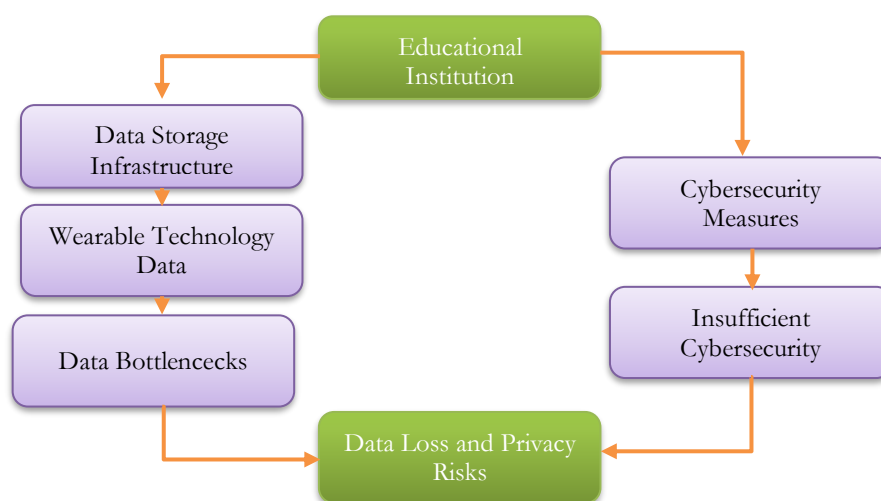 Educational
Institution
Data Storage
Infrastructure
Wearable Technology
Data
Data Bottlencecks
Cybersecurity
Measures
Insufficient
Cybersecurity
Data Loss and Privacy
Risks